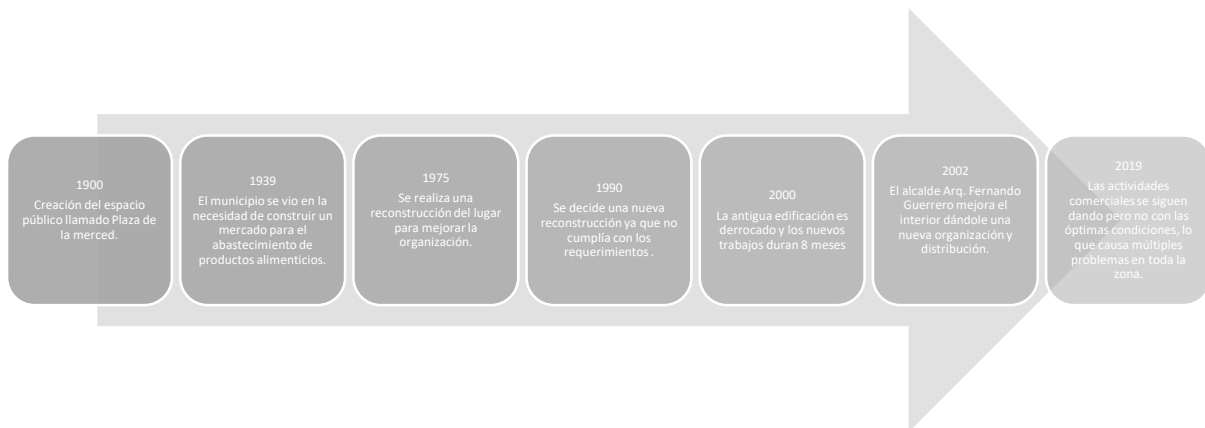 1900
Creación del espacio
público llamado Plaza de
la merced.
1939
El municipio se vio en la
necesidad de construir un
mercado para el
abastecimiento de
productos alimenticios.
1975
Se realiza una
reconstrucción del lugar
para mejorar la
organización.
1990
Se decide una nueva
reconstrucción ya que no
cumplía con los
requerimientos .
2000
La antigua edificación es
derrocado y los nuevos
trabajos duran 8 meses
2002
El alcalde Arq. Fernando
Guerrero mejora el
interior dándole una
nueva organización y
distribución.
2019
Las actividades
comerciales se siguen
dando pero no con las
óptimas condiciones, lo
que causa múltiples
problemas en toda la
zona.